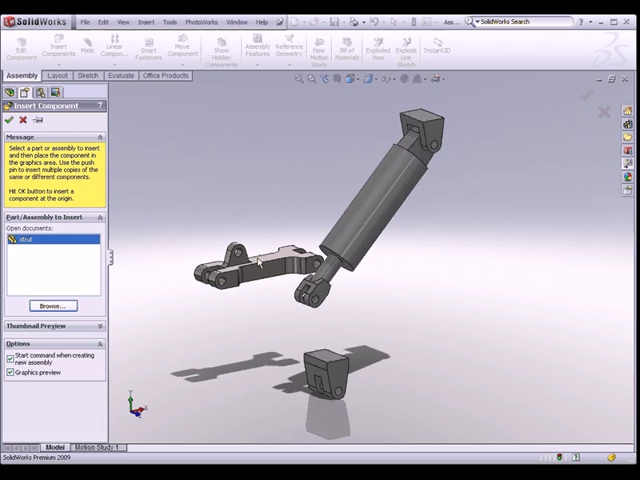 SolidWorks
File Edit View Insert Tools PhotoWorks Window Help
Ass...
SolidWorks Search
Edit Component
Insert Components
Mate
Linear Compon...
Smart Fasteners
Move Component
Show Hidden Components
Assembly Features
Reference Geometry
New Motion Study
Bill of Materials
Exploded View
Explode Line Sketch
Instant3D
Assembly Layout Sketch Evaluate Office Products
Insert Component ?
Message
Select a part or assembly to insert
and then place the component in
the graphics area. Use the push
pin to insert multiple copies of the
same or different components.
Hit OK button to insert a
component at the origin.
Part/Assembly to Insert
Open documents:
strut
Browse...
Thumbnail Preview
Options
Start command when creating
new assembly
Graphics preview
Y
X
Model Motion Study 1
SolidWorks Premium 2009